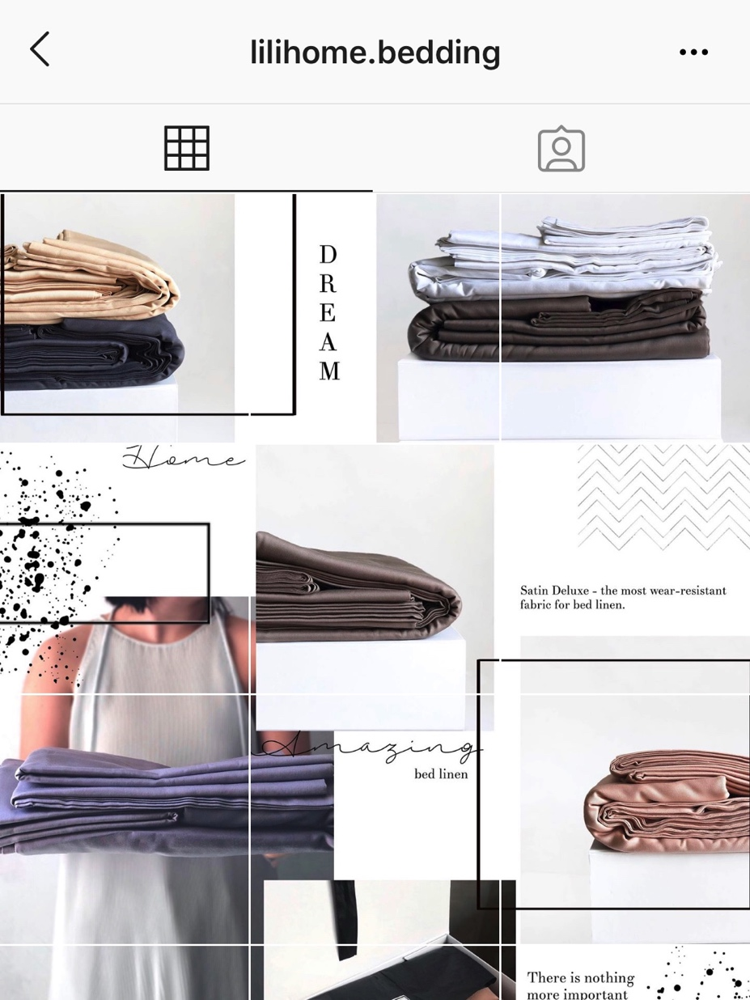 lilihome.bedding
DREAM
Home
Satin Deluxe - the most wear-resistant
fabric for bed linen.
Amazing
bed linen
There is nothing
more important